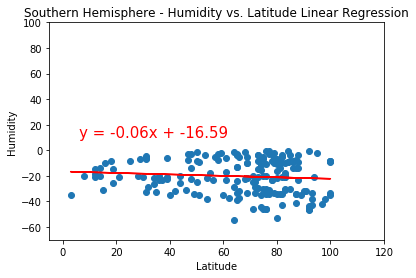 Southern Hemisphere - Humidity vs. Latitude Linear Regression
100
80
60
40
20
0
−20
−40
−60
Humidity
y = -0.06x + -16.59
0 20 40 60 80 100 120
Latitude